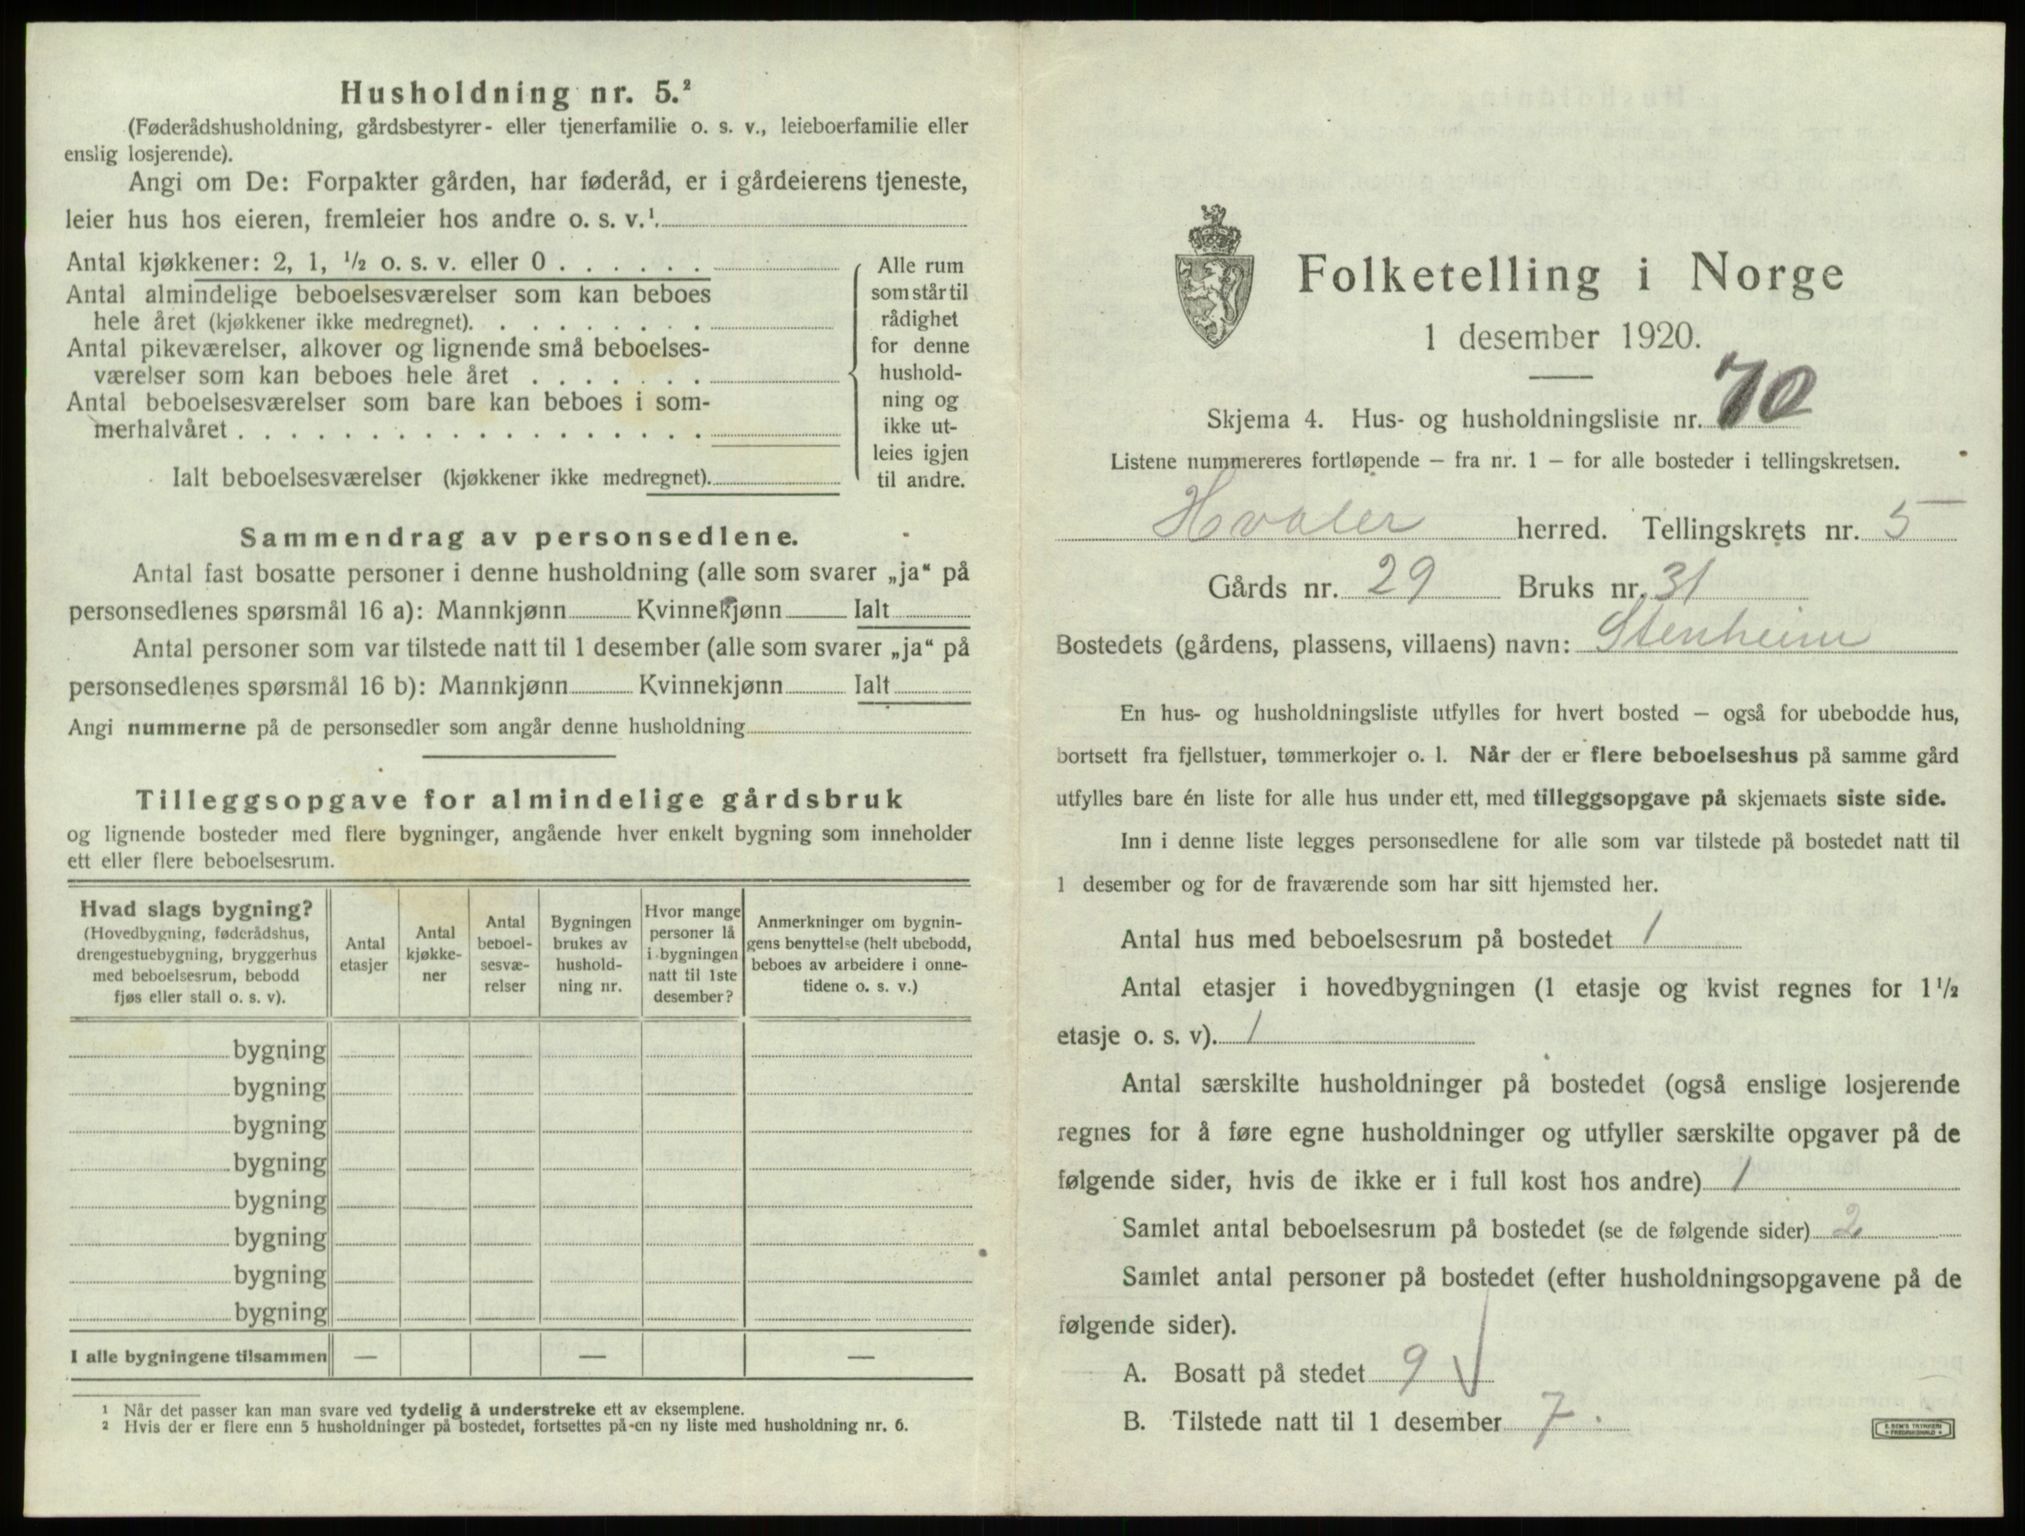 Husholdning nr. 5.²
(Føderådshusholdning, gårdsbestyrer- eller tjenerfamilie o. s. v., leieboerfamilie eller
enslig losjerende).
Angi om De: Forpakter gården, har føderåd, er i gårdeierens tjeneste,
leier hus hos eieren, fremleier hos andre o. s. v.¹.
Antal kjøkkener: 2, 1, ½ o. s. v. eller 0 . . . . . .
Antal almindelige beboelsesværelser som kan beboes
hele året (kjøkkener ikke medregnet). . . . . . . . .
Antal pikeværelser, alkover og lignende små beboelses-
værelser som kan beboes hele året . . . . . . .
Antal beboelsesværelser som bare kan beboes i som-
merhalvåret . . . . . . . . . . . . . . . . . .
Ialt beboelsesværelser (kjøkkener ikke medregnet).
Alle rum
som står til
rådighet
for denne
hushold-
ning og
ikke ut-
leies igjen
til andre.
Sammendrag av personsedlene.
Antal fast bosatte personer i denne husholdning (alle som svarer „ja“ på
personsedlenes spørsmål 16 a): Mannkjønn Kvinnekjønn Ialt
Antal personer som var tilstede natt til 1 desember (alle som svarer „ja“ på
personsedlenes spørsmål 16 b): Mannkjønn Kvinnekjønn Ialt
Angi nummerne på de personsedler som angår denne husholdning
Tilleggsopgave for almindelige gårdsbruk
og lignende bosteder med flere bygninger, angående hver enkelt bygning som inneholder
ett eller flere beboelsesrum.
Hvad slags bygning?
(Hovedbygning, føderådshus,
drengestuebygning, bryggerhus
med beboelsesrum, bebodd
fjøs eller stall o. s. v).
Antal
etasjer
Antal
kjøkke-
ner
Antal
beboel-
sesvæ-
relser
Bygningen
brukes av
hushold-
ning nr.
Hvor mange
personer lå
i bygningen
natt til 1ste
desember?
Anmerkninger om bygnin-
gens benyttelse (helt ubebodd,
beboes av arbeidere i onne-
tidene o. s. v.)
bygning
bygning
bygning
bygning
bygning
bygning
bygning
bygning
I alle bygningene tilsammen — — —
¹ Når det passer kan man svare ved tydelig å understreke ett av eksemplene.
² Hvis der er flere enn 5 husholdninger på bostedet, fortsettes på en ny liste med husholdning nr. 6.
Folketelling i Norge
1 desember 1920.
Skjema 4. Hus- og husholdningsliste nr. 70
Listene nummereres fortløpende – fra nr. 1 – for alle bosteder i tellingskretsen.
Hvaler herred. Tellingskrets nr. 5
Gårds nr. 29 Bruks nr. 31
Bostedets (gårdens, plassens, villaens) navn: Stenheim
En hus- og husholdningsliste utfylles for hvert bosted – også for ubebodde hus,
bortsett fra fjellstuer, tømmerkojer o. l. Når der er flere beboelseshus på samme gård
utfylles bare én liste for alle hus under ett, med tilleggsopgave på skjemaets siste side.
Inn i denne liste legges personsedlene for alle som var tilstede på bostedet natt til
1 desember og for de fraværende som har sitt hjemsted her.
Antal hus med beboelsesrum på bostedet 1
Antal etasjer i hovedbygningen (1 etasje og kvist regnes for 1½
etasje o. s. v). 1
Antal særskilte husholdninger på bostedet (også enslige losjerende
regnes for å føre egne husholdninger og utfyller særskilte opgaver på de
følgende sider, hvis de ikke er i full kost hos andre) 1
Samlet antal beboelsesrum på bostedet (se de følgende sider) 2
Samlet antal personer på bostedet (efter husholdningsopgavene på de
følgende sider).
A. Bosatt på stedet 9
B. Tilstede natt til 1 desember 7.